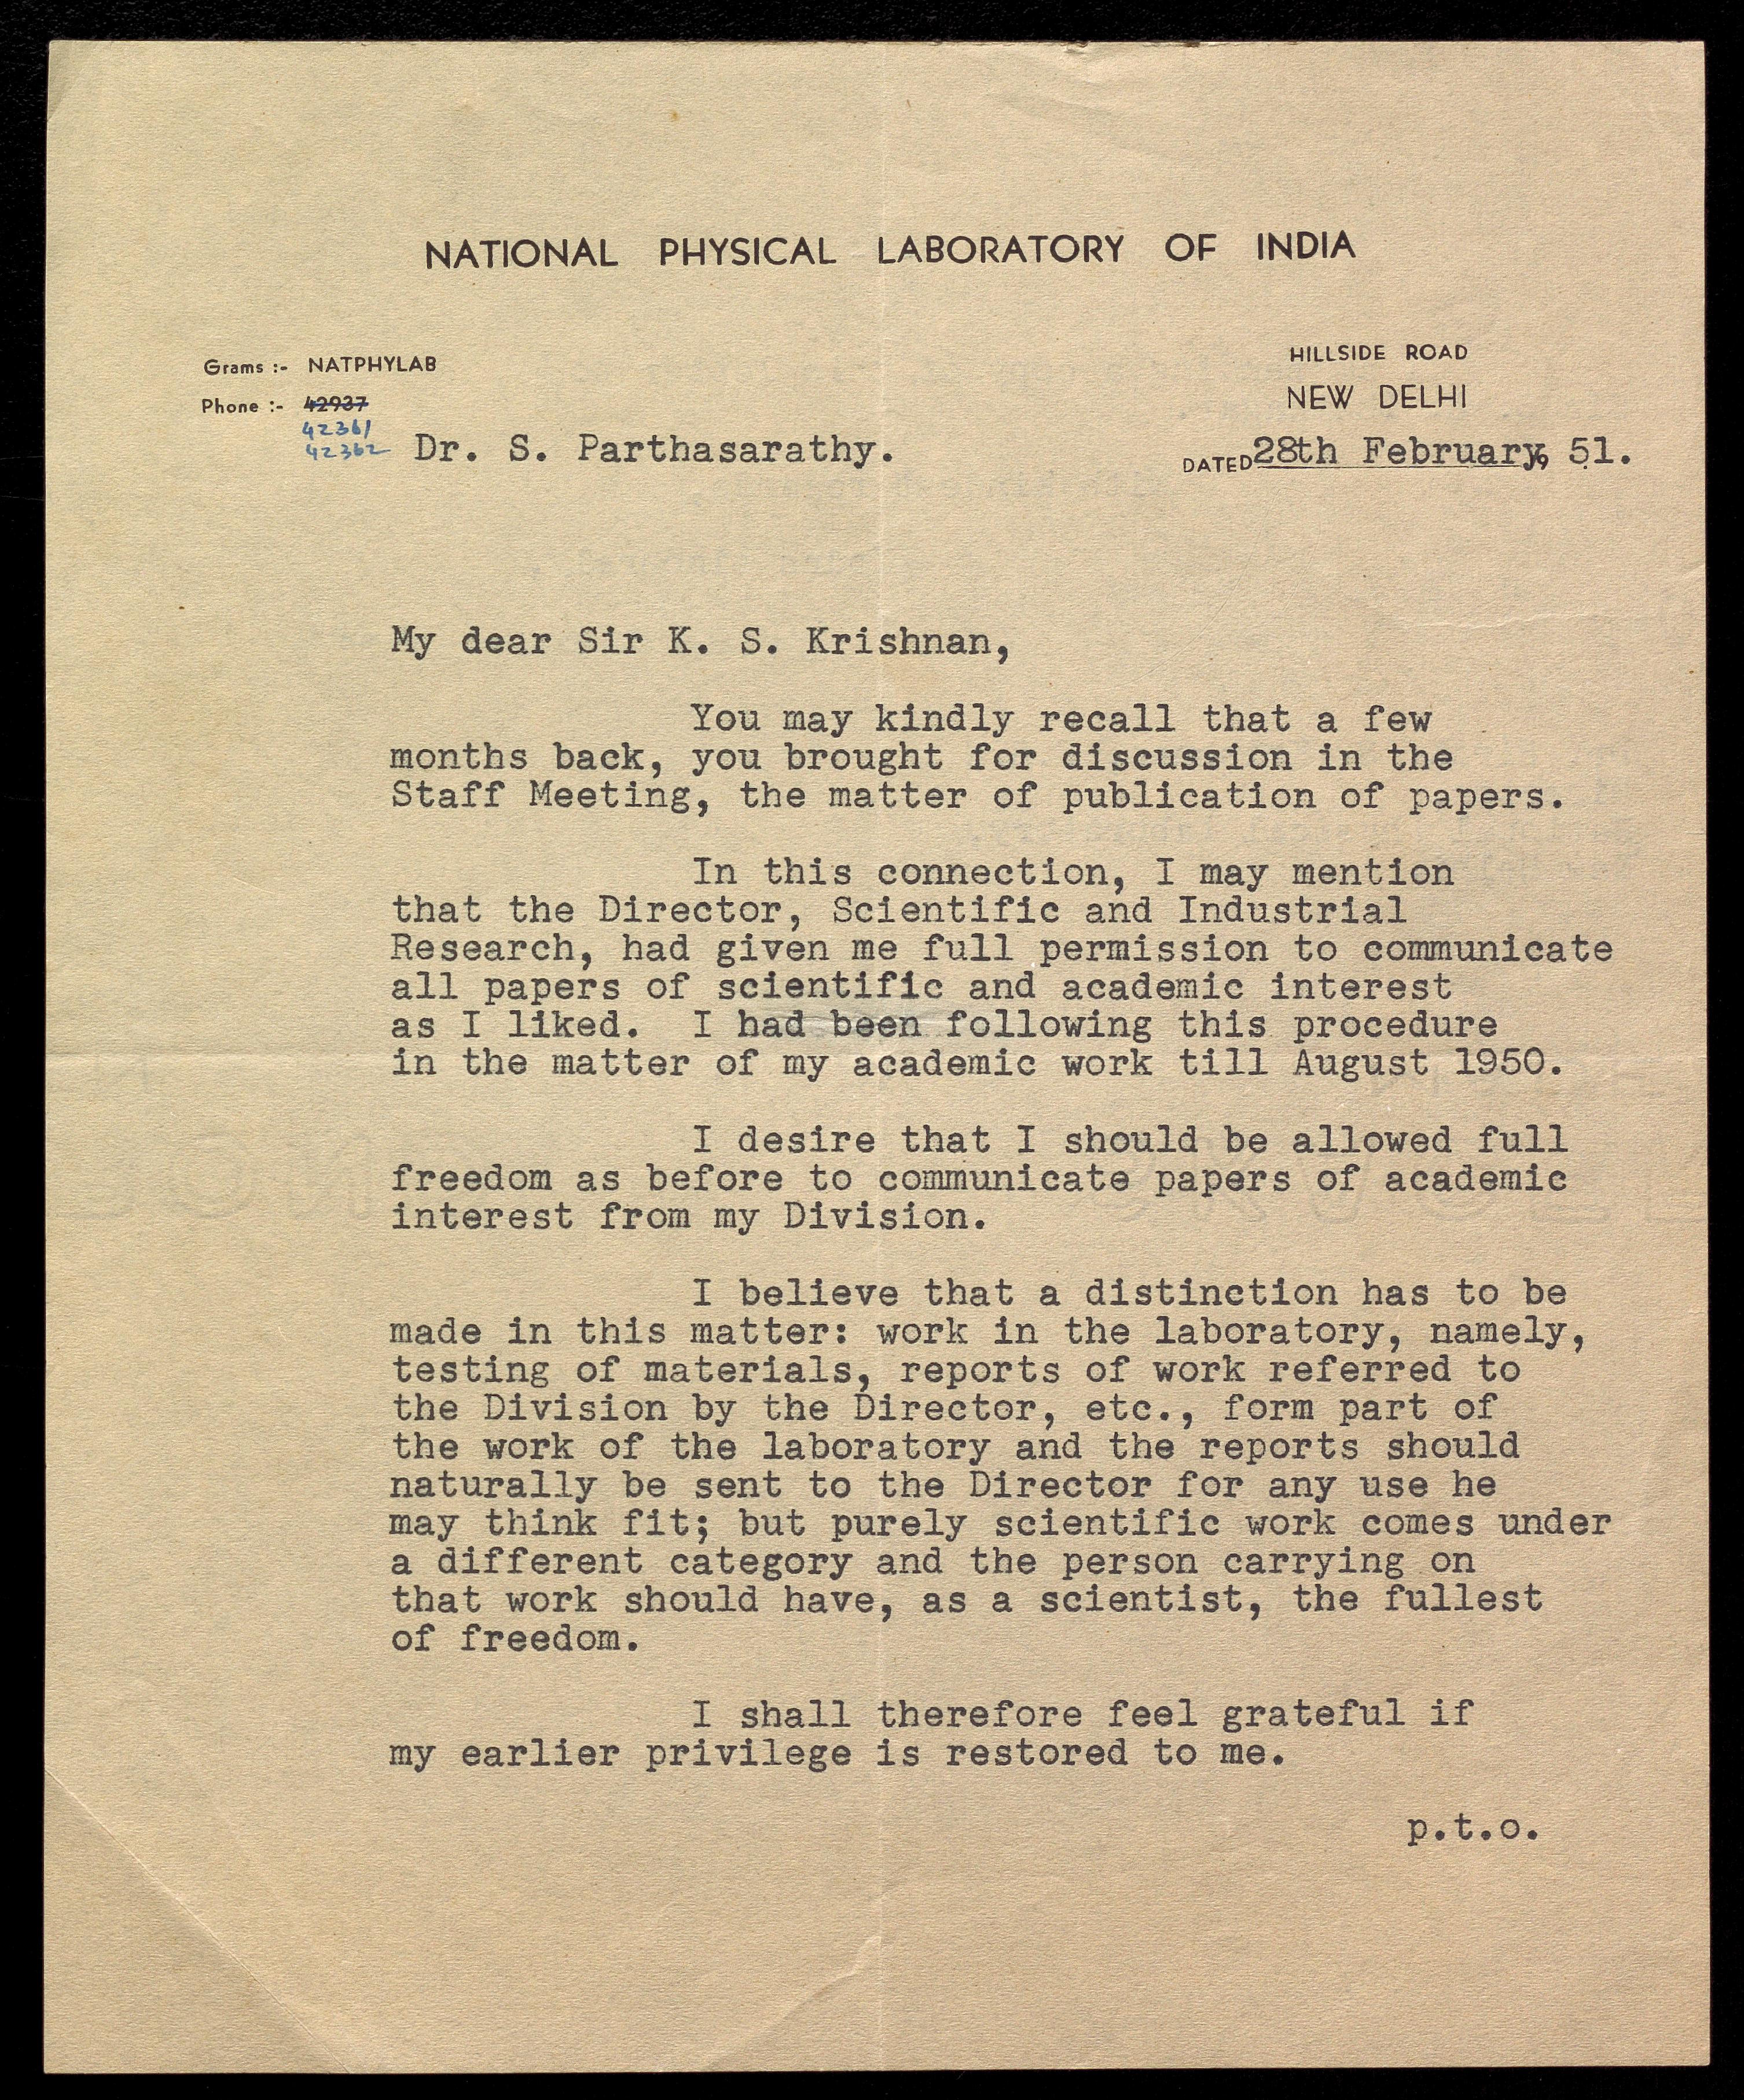 NATIONAL PHYSICAL LABORATORY OF INDIA
Grams :- NATPHYLAB
Phone :- 42937
42361
42362
HILLSIDE ROAD
NEW DELHI
Dr. S. Parthasarathy.
DATED 28th February, 51.
My dear Sir K. S. Krishnan,
You may kindly recall that a few
months back, you brought for discussion in the
Staff Meeting, the matter of publication of papers.
In this connection, I may mention
that the Director, Scientific and Industrial
Research, had given me full permission to communicate
all papers of scientific and academic interest
as I liked. I had been following this procedure
in the matter of my academic work till August 1950.
I desire that I should be allowed full
freedom as before to communicate papers of academic
interest from my Division.
I believe that a distinction has to be
made in this matter: work in the laboratory, namely,
testing of materials, reports of work referred to
the Division by the Director, etc., form part of
the work of the laboratory and the reports should
naturally be sent to the Director for any use he
may think fit; but purely scientific work comes under
a different category and the person carrying on
that work should have, as a scientist, the fullest
of freedom.
I shall therefore feel grateful if
my earlier privilege is restored to me.
p.t.o.